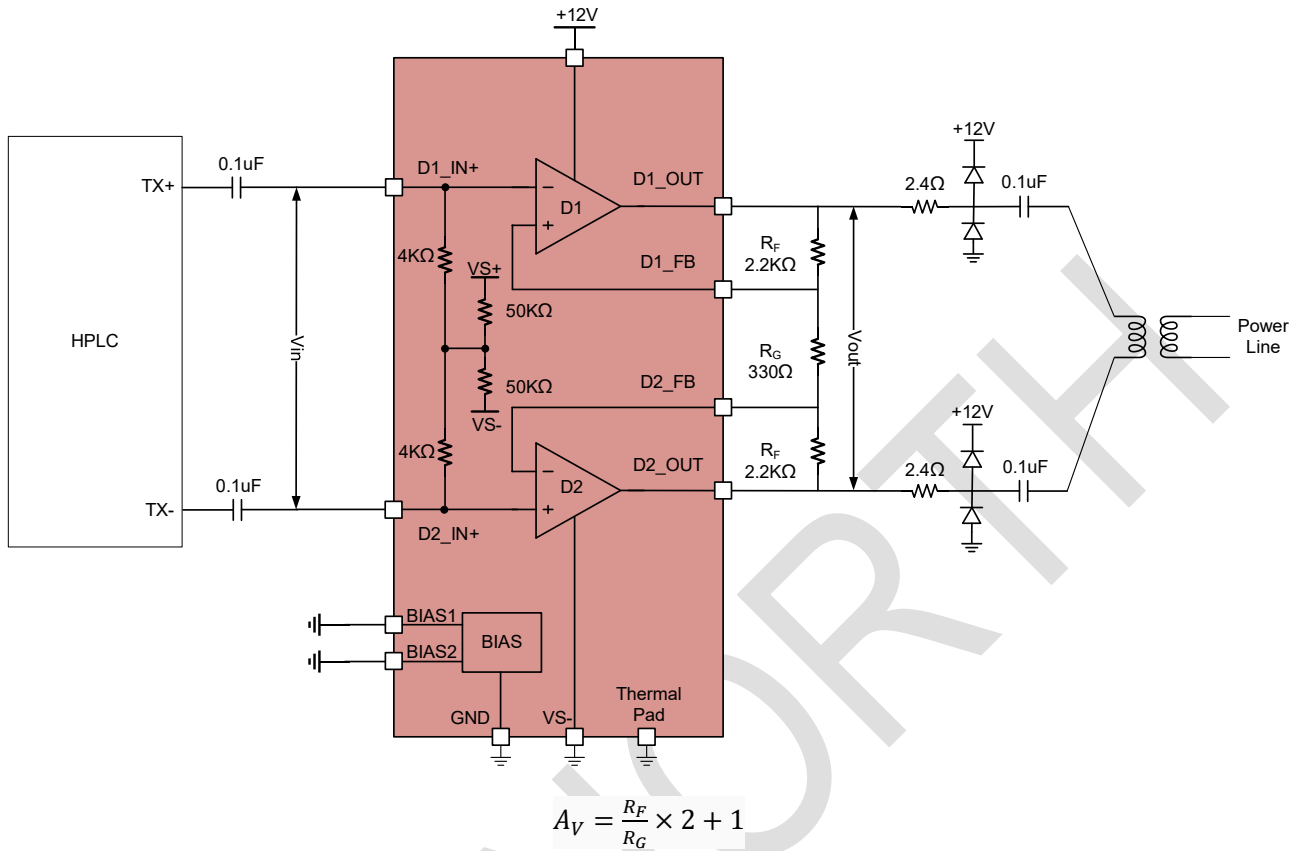 +12V
HPLC
TX+
TX-
0.1uF
0.1uF
Vin
D1_IN+
D2_IN+
4KΩ
4KΩ
VS+
50KΩ
50KΩ
VS-
−
D1
+
−
D2
+
D1_OUT
D1_FB
D2_FB
D2_OUT
BIAS1
BIAS2
BIAS
GND
VS-
Thermal
Pad
RF
2.2KΩ
RG
330Ω
RF
2.2KΩ
Vout
2.4Ω
+12V
0.1uF
2.4Ω
+12V
0.1uF
Power
Line
AV = RF/RG × 2 + 1
NORTH